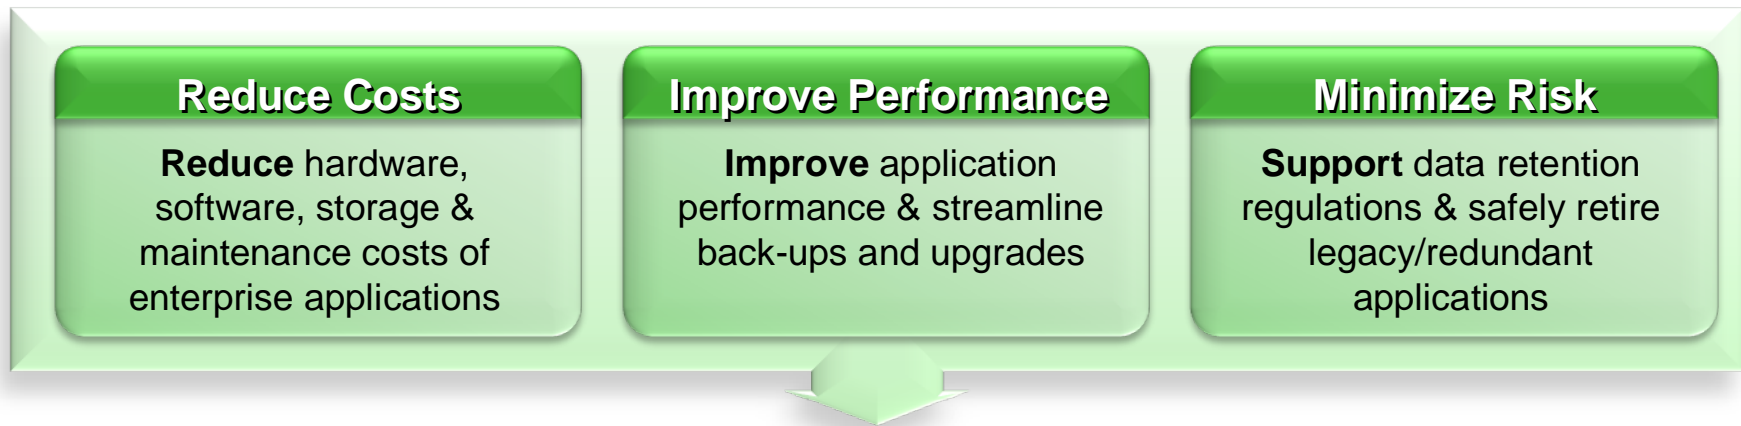 Reduce Costs
Reduce hardware,
software, storage &
maintenance costs of
enterprise applications
Improve Performance
Improve application
performance & streamline
back-ups and upgrades
Minimize Risk
Support data retention
regulations & safely retire
legacy/redundant
applications